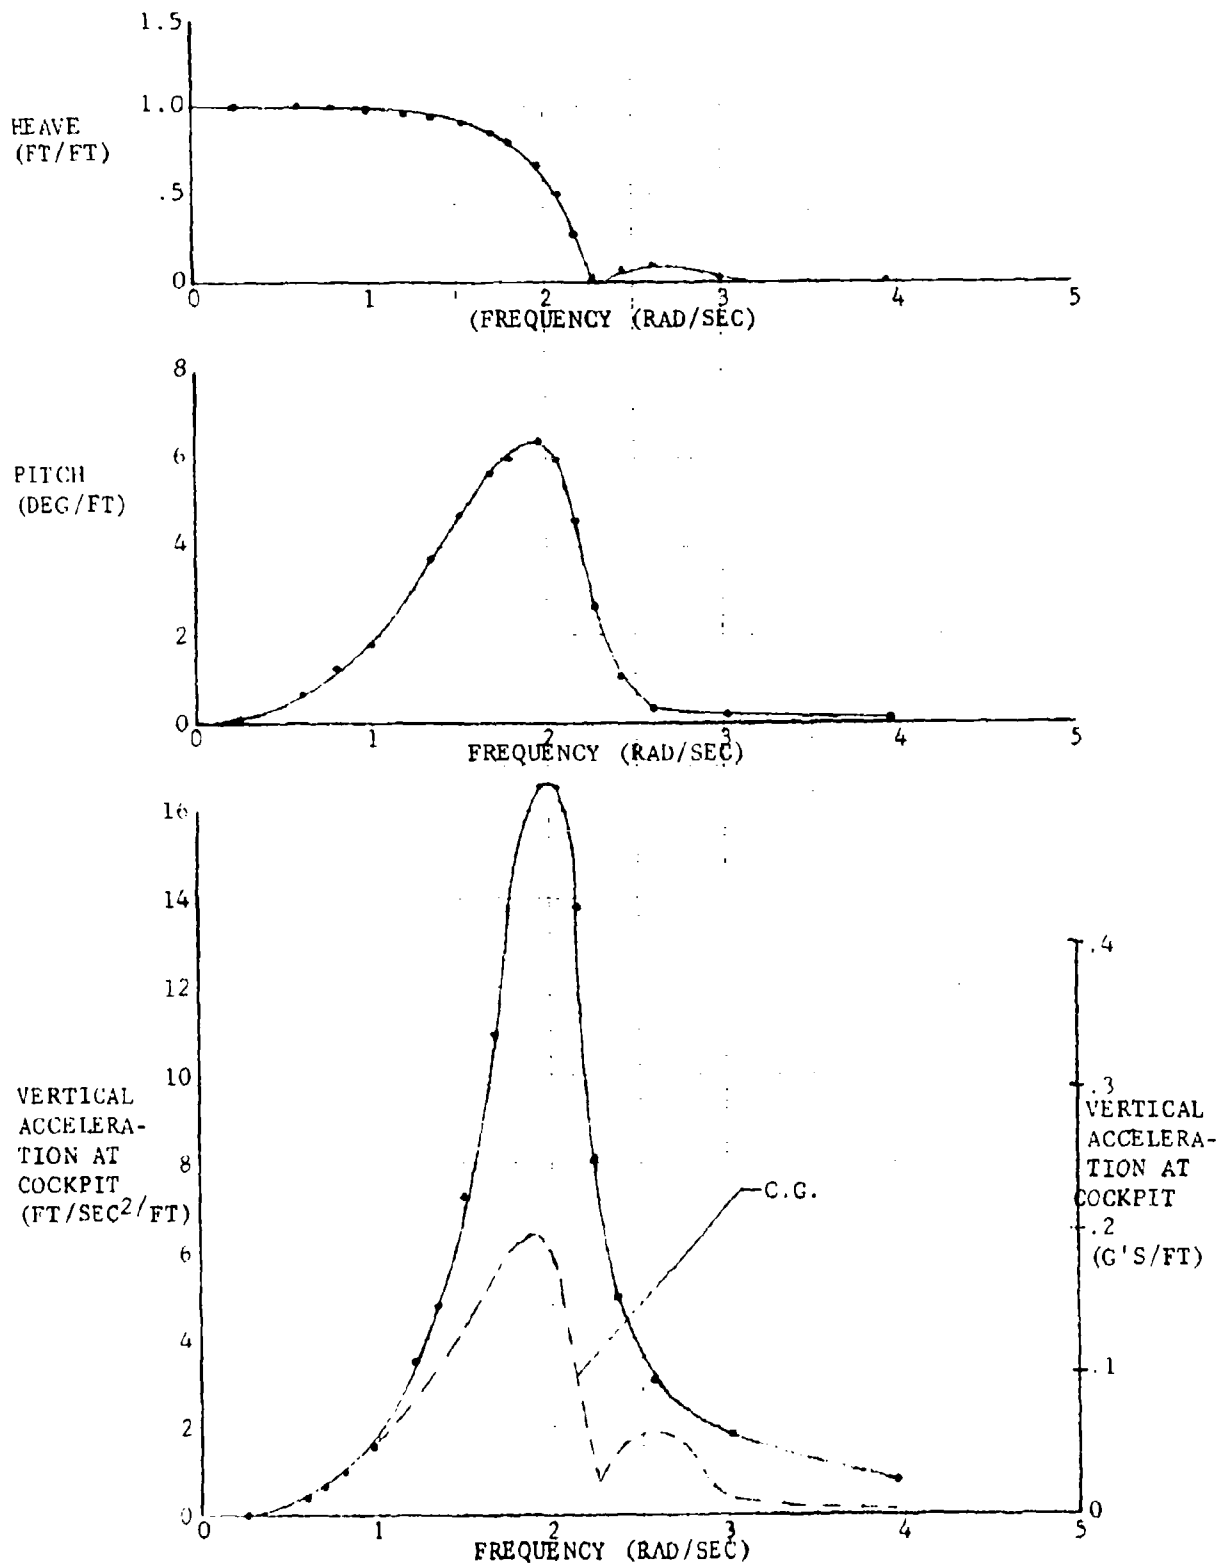 1.5
1.0
HEAVE
(FT/FT)
.5
0
0 1 2 3 4 5
(FREQUENCY (RAD/SEC)
8
6
PITCH
(DEG/FT)
4
2
0
0 1 2 3 4 5
FREQUENCY (RAD/SEC)
16
14
12
10
8
6
4
2
0
VERTICAL
ACCELERA-
TION AT
COCKPIT
(FT/SEC²/FT)
C.G.
.4
.3
VERTICAL
ACCELERA-
TION AT
COCKPIT
.2
(G'S/FT)
.1
0
0 1 2 3 4 5
FREQUENCY (RAD/SEC)